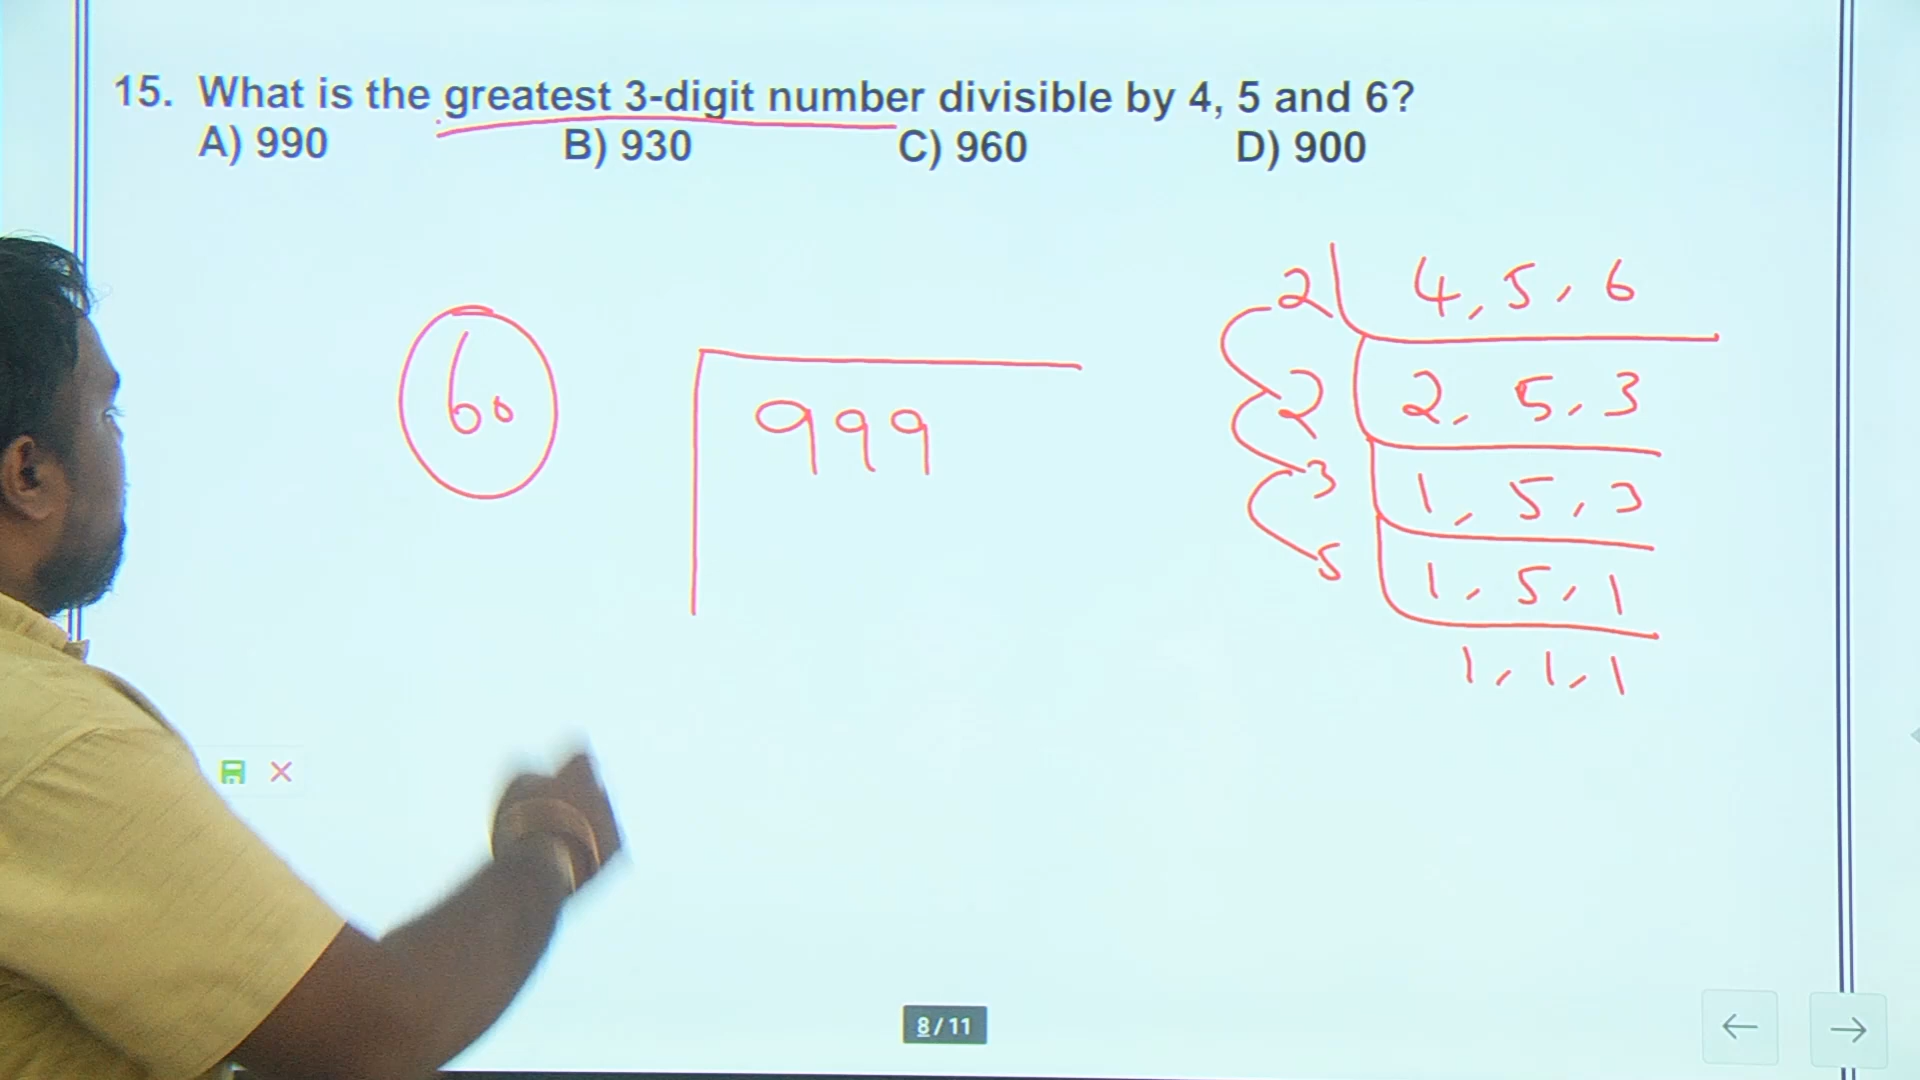 15. What is the greatest 3-digit number divisible by 4, 5 and 6?
A) 990 B) 930 C) 960 D) 900
60
999
2 4, 5, 6
2 2, 5, 3
3 1, 5, 3
5 1, 5, 1
1, 1, 1
8 / 11